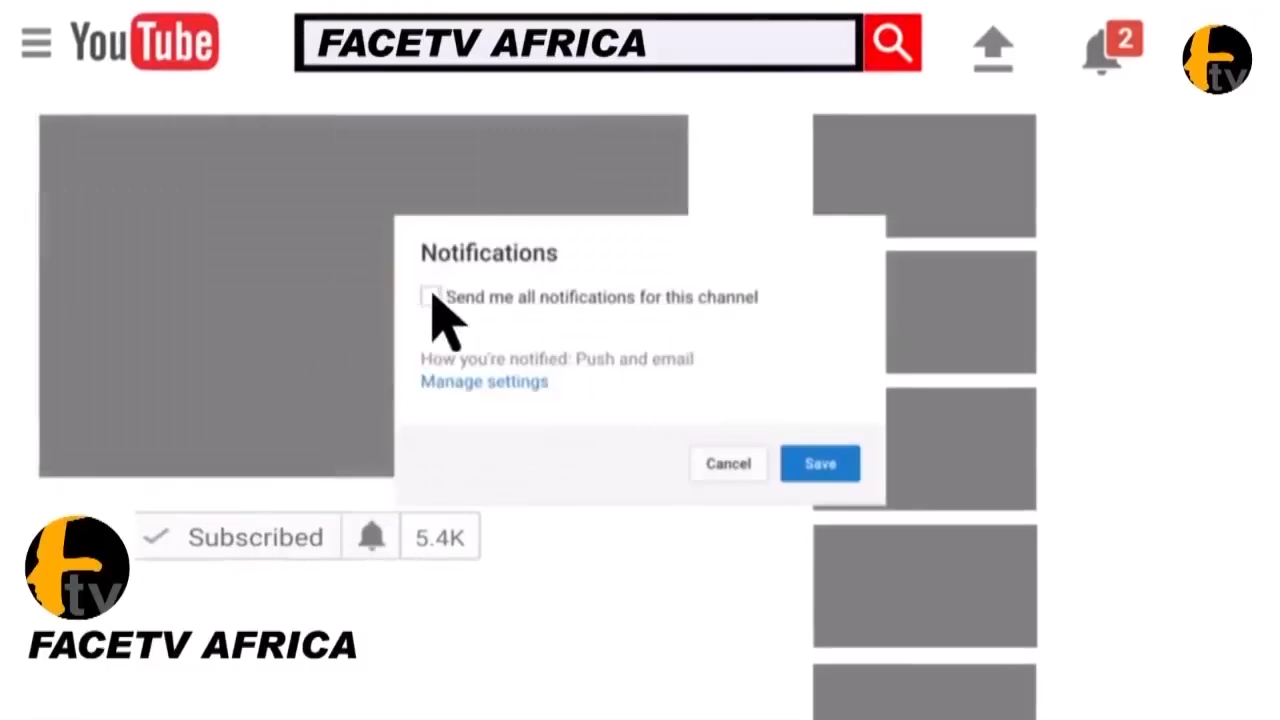 YouTube
FACETV AFRICA
2
tv
Notifications
Send me all notifications for this channel
How you're notified: Push and email
Manage settings
Cancel
Save
Subscribed
5.4K
tv
FACETV AFRICA